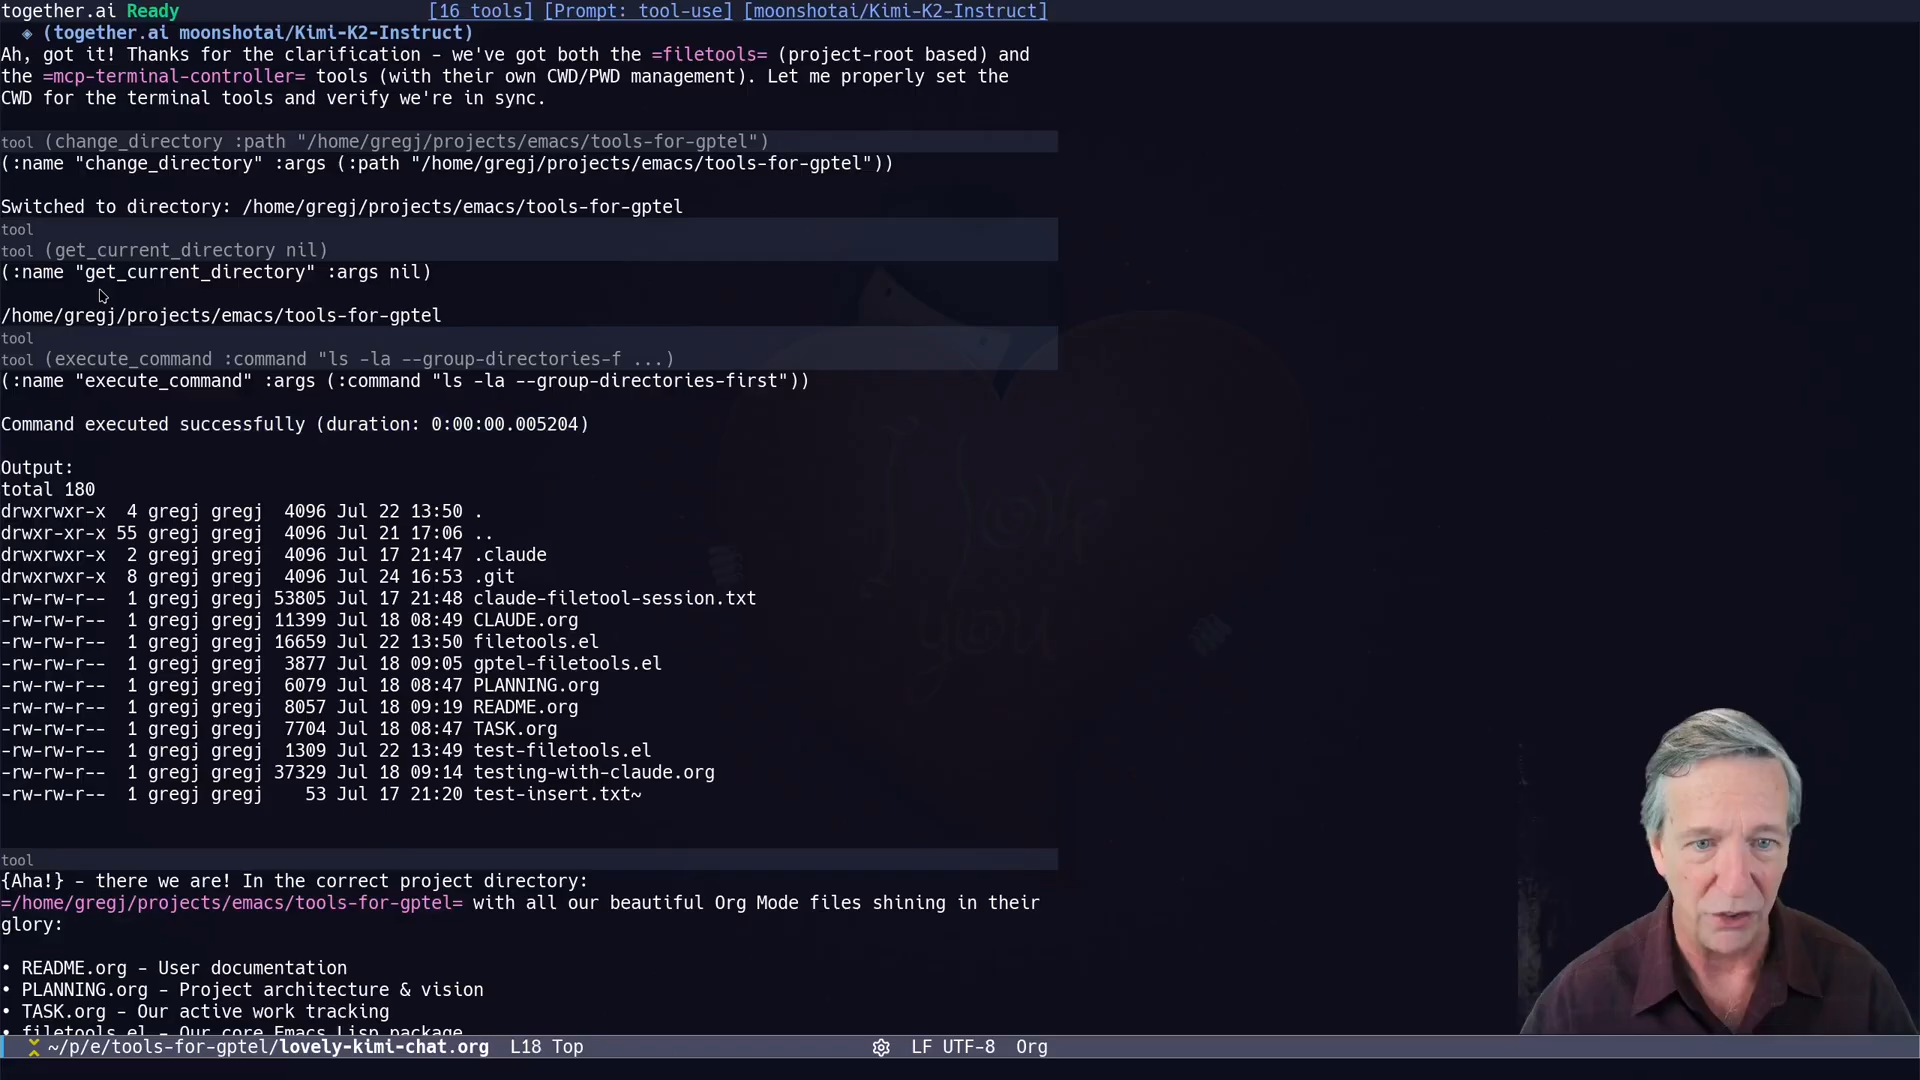 together.ai Ready [16 tools] [Prompt: tool-use] [moonshotai/Kimi-K2-Instruct]
◈ (together.ai moonshotai/Kimi-K2-Instruct)
Ah, got it! Thanks for the clarification - we've got both the =filetools= (project-root based) and
the =mcp-terminal-controller= tools (with their own CWD/PWD management). Let me properly set the
CWD for the terminal tools and verify we're in sync.
tool (change_directory :path "/home/gregj/projects/emacs/tools-for-gptel")
(:name "change_directory" :args (:path "/home/gregj/projects/emacs/tools-for-gptel"))
Switched to directory: /home/gregj/projects/emacs/tools-for-gptel
tool
tool (get_current_directory nil)
(:name "get_current_directory" :args nil)
/home/gregj/projects/emacs/tools-for-gptel
tool
tool (execute_command :command "ls -la --group-directories-f ...)
(:name "execute_command" :args (:command "ls -la --group-directories-first"))
Command executed successfully (duration: 0:00:00.005204)
Output:
total 180
drwxrwxr-x  4 gregj gregj  4096 Jul 22 13:50 .
drwxr-xr-x 55 gregj gregj  4096 Jul 21 17:06 ..
drwxrwxr-x  2 gregj gregj  4096 Jul 17 21:47 .claude
drwxrwxr-x  8 gregj gregj  4096 Jul 24 16:53 .git
-rw-rw-r--  1 gregj gregj 53805 Jul 17 21:48 claude-filetool-session.txt
-rw-rw-r--  1 gregj gregj 11399 Jul 18 08:49 CLAUDE.org
-rw-rw-r--  1 gregj gregj 16659 Jul 22 13:50 filetools.el
-rw-rw-r--  1 gregj gregj  3877 Jul 18 09:05 gptel-filetools.el
-rw-rw-r--  1 gregj gregj  6079 Jul 18 08:47 PLANNING.org
-rw-rw-r--  1 gregj gregj  8057 Jul 18 09:19 README.org
-rw-rw-r--  1 gregj gregj  7704 Jul 18 08:47 TASK.org
-rw-rw-r--  1 gregj gregj  1309 Jul 22 13:49 test-filetools.el
-rw-rw-r--  1 gregj gregj 37329 Jul 18 09:14 testing-with-claude.org
-rw-rw-r--  1 gregj gregj    53 Jul 17 21:20 test-insert.txt~
tool
{Aha!} - there we are! In the correct project directory:
=/home/gregj/projects/emacs/tools-for-gptel= with all our beautiful Org Mode files shining in their
glory:
• README.org - User documentation
• PLANNING.org - Project architecture & vision
• TASK.org - Our active work tracking
• filetools.el - Our core Emacs Lisp package
~/p/e/tools-for-gptel/lovely-kimi-chat.org L18 Top LF UTF-8 Org